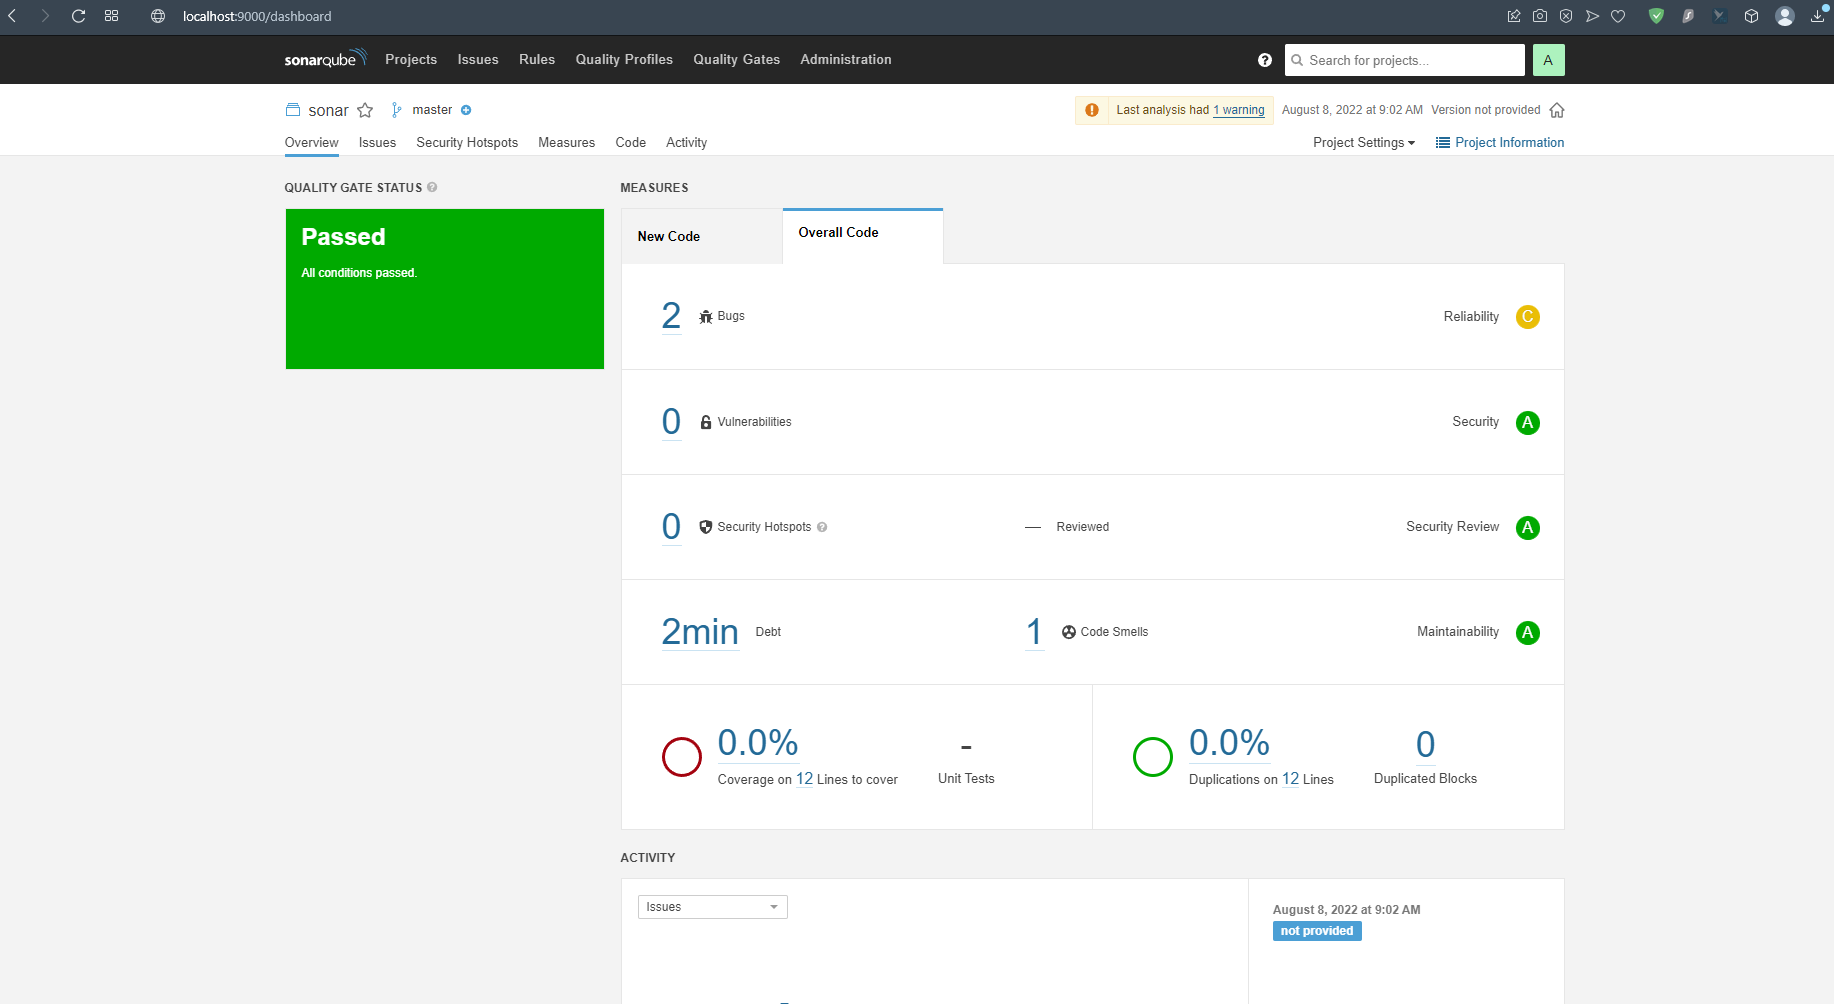 localhost:9000/dashboard
sonarqube Projects Issues Rules Quality Profiles Quality Gates Administration ? Search for projects... A
sonar master Last analysis had 1 warning August 8, 2022 at 9:02 AM Version not provided
Overview Issues Security Hotspots Measures Code Activity Project Settings Project Information
QUALITY GATE STATUS ?
Passed
All conditions passed.
MEASURES
New Code Overall Code
2 Bugs Reliability C
0 Vulnerabilities Security A
0 Security Hotspots ? — Reviewed Security Review A
2min Debt 1 Code Smells Maintainability A
0.0% - 0.0% 0
Coverage on 12 Lines to cover Unit Tests Duplications on 12 Lines Duplicated Blocks
ACTIVITY
Issues August 8, 2022 at 9:02 AM
not provided